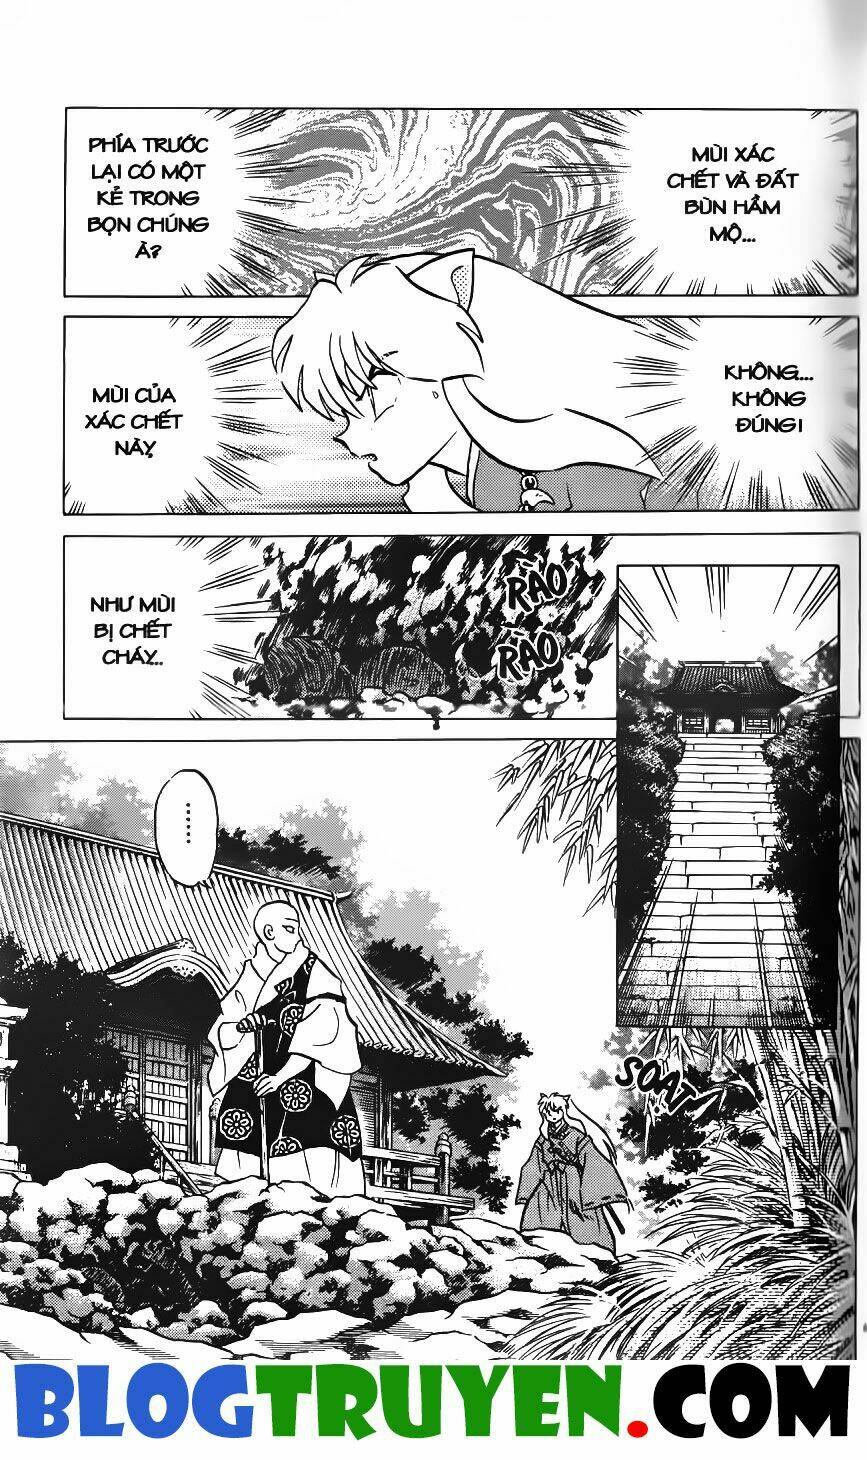 MÙI XÁC
CHẾT VÀ ĐẤT
BÙN HẦM
MỘ...
PHÍA TRƯỚC
LẠI CÓ MỘT
KẺ TRONG
BỌN CHÚNG
À?
KHÔNG...
KHÔNG
ĐÚNG!
MÙI CỦA
XÁC CHẾT
NÀY,
RÀO
RÀO
NHƯ MÙI
BỊ CHẾT
CHÁY...
.......
SOẠT
BLOGTRUYEN.COM